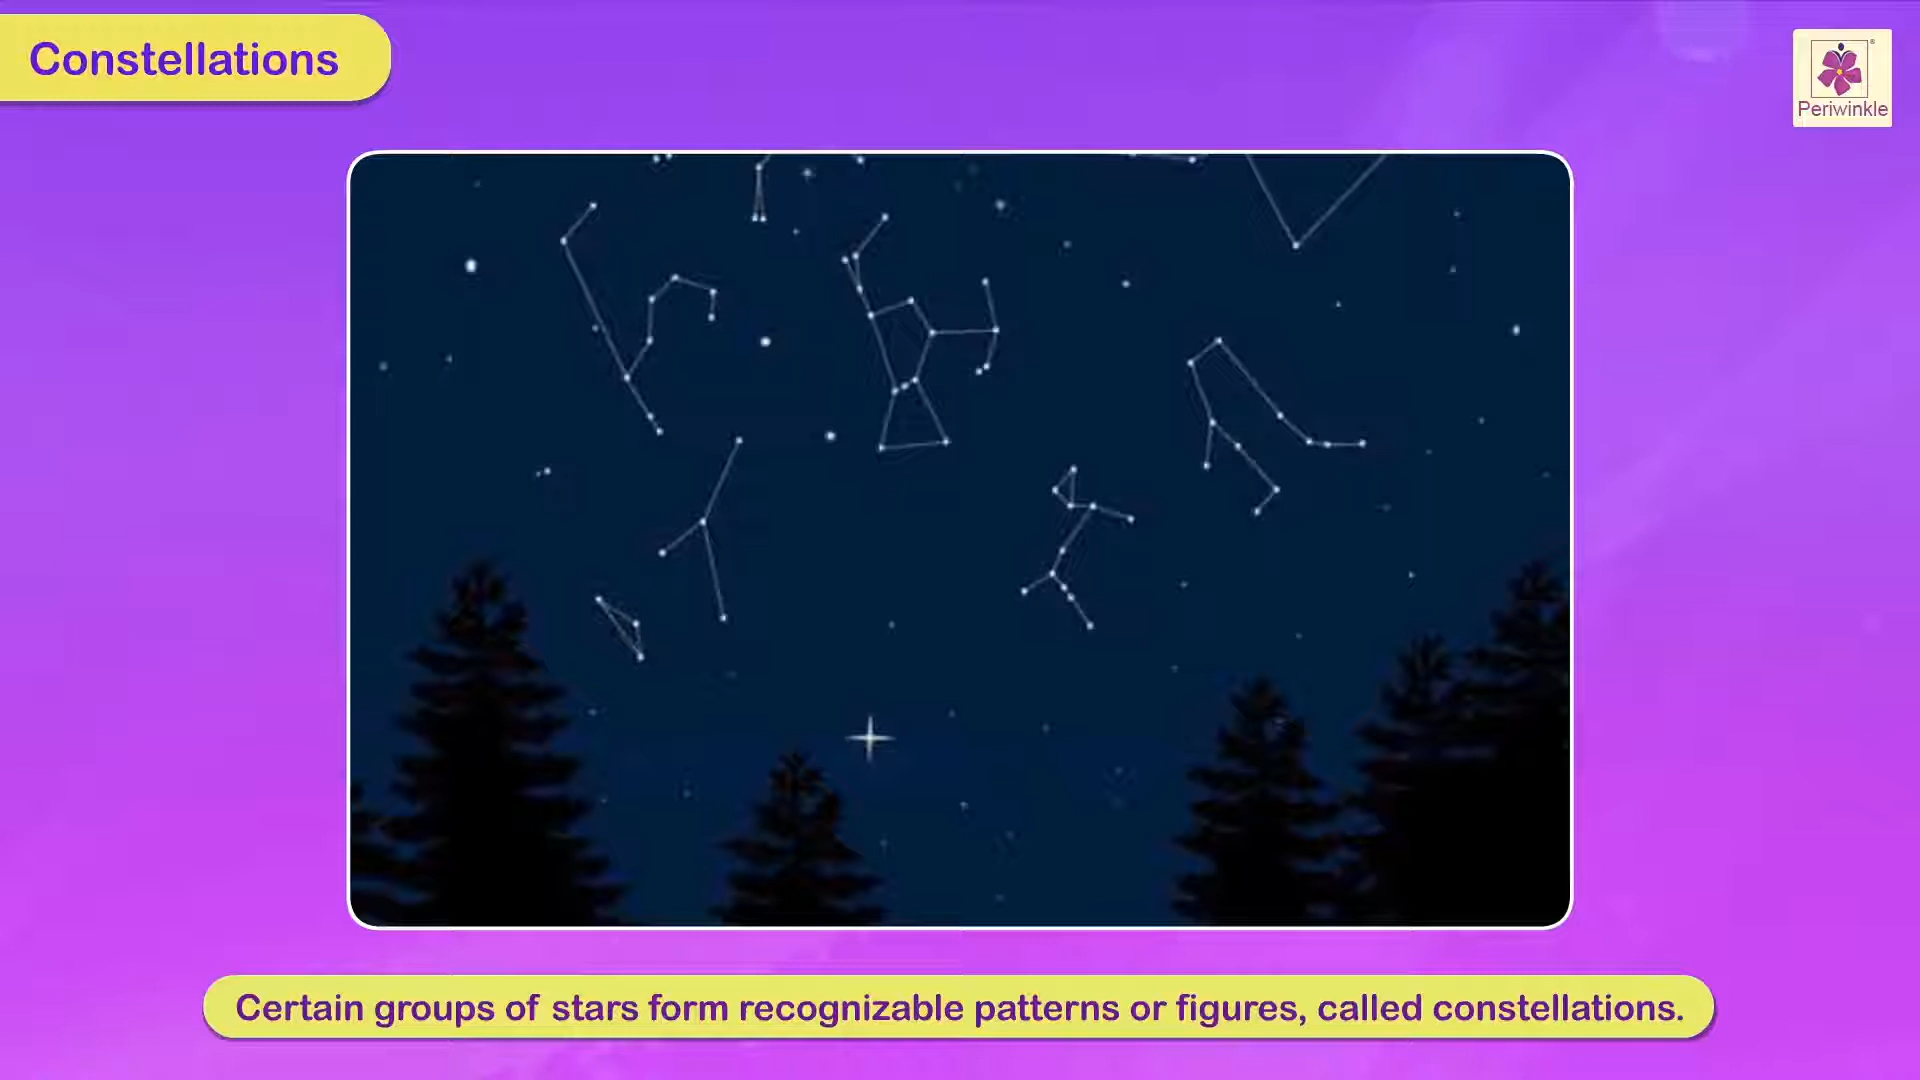 Constellations
Periwinkle
Certain groups of stars form recognizable patterns or figures, called constellations.